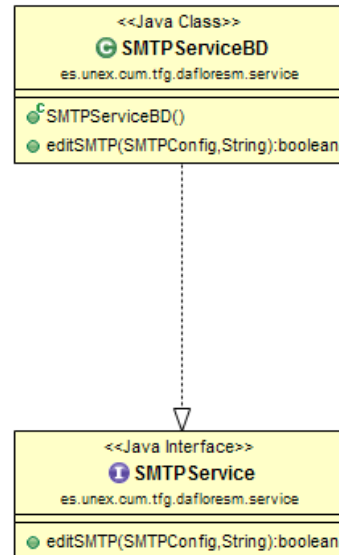 <<Java Class>>
C SMTPServiceBD
es.unex.cum.tfg.dafloresm.service
C SMTPServiceBD()
editSMTP(SMTPConfig,String):boolean
<<Java Interface>>
I SMTPService
es.unex.cum.tfg.dafloresm.service
editSMTP(SMTPConfig,String):boolean